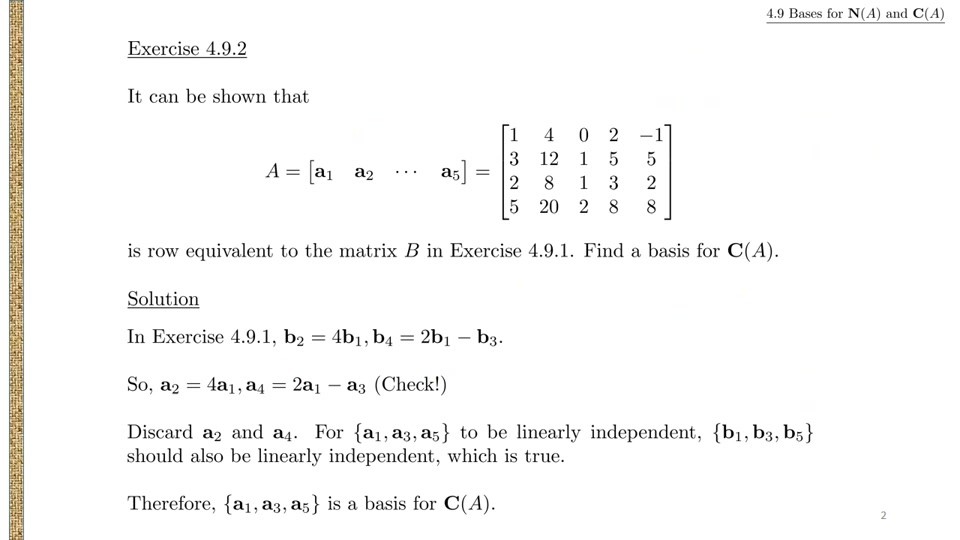 4.9 Bases for N(A) and C(A)
Exercise 4.9.2
It can be shown that
A = [a₁ a₂ ⋯ a₅] =
1 4 0 2 −1
3 12 1 5 5
2 8 1 3 2
5 20 2 8 8
is row equivalent to the matrix B in Exercise 4.9.1. Find a basis for C(A).
Solution
In Exercise 4.9.1, b₂ = 4b₁, b₄ = 2b₁ − b₃.
So, a₂ = 4a₁, a₄ = 2a₁ − a₃ (Check!)
Discard a₂ and a₄. For {a₁, a₃, a₅} to be linearly independent, {b₁, b₃, b₅}
should also be linearly independent, which is true.
Therefore, {a₁, a₃, a₅} is a basis for C(A).
2